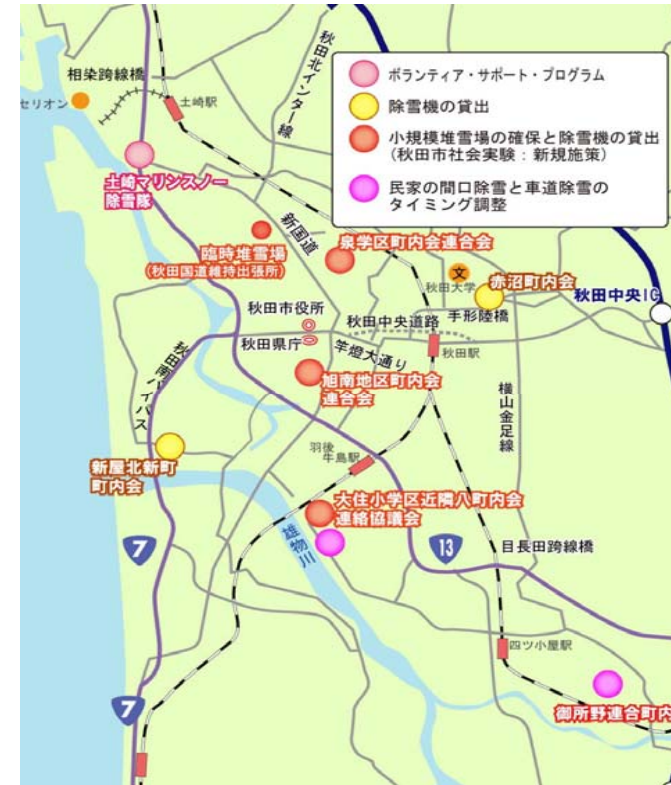 相染跨線橋
セリオン
土崎駅
秋田北インター線
ボランティア・サポート・プログラム
除雪機の貸出
小規模堆雪場の確保と除雪機の貸出
(秋田市社会実験:新規施策)
民家の間口除雪と車道除雪の
タイミング調整
土崎マリンスノー
除雪隊
新国道
臨時堆雪場
(秋田国道維持出張所)
泉学区町内会連合会
文
秋田大学
赤沼町内会
秋田中央IC
手形陸橋
秋田市役所
秋田中央道路
秋田県庁
竿燈大通り
秋田駅
秋田南バイパス
旭南地区町内会
連合会
横山金足線
羽後
牛島駅
新屋北新町
町内会
大住小学区近隣八町内会
連絡協議会
雄物川
7
13
目長田跨線橋
四ツ小屋駅
7
御所野連合町内